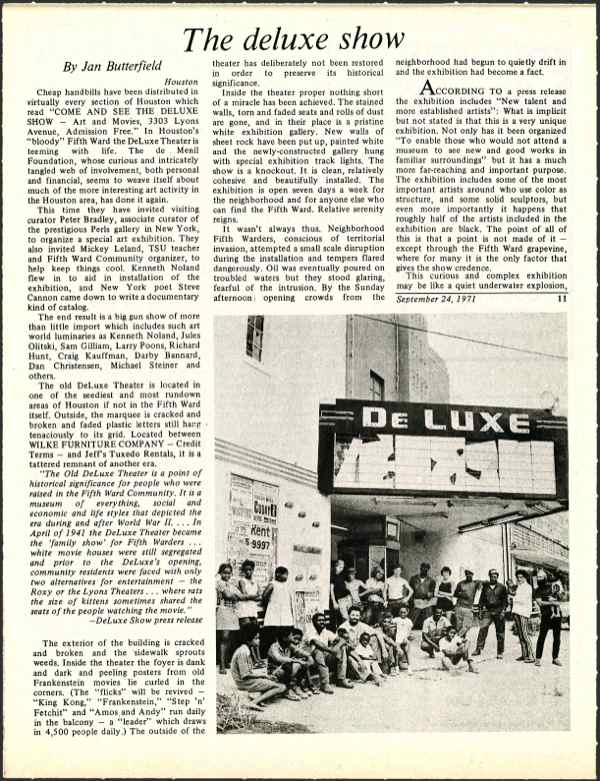 The deluxe show
By Jan Butterfield
Houston
Cheap handbills have been distributed in
virtually every section of Houston which
read "COME AND SEE THE DELUXE
SHOW – Art and Movies, 3303 Lyons
Avenue, Admission Free." In Houston's
"bloody" Fifth Ward the DeLuxe Theater is
teeming with life. The de Menil
Foundation, whose curious and intricately
tangled web of involvement, both personal
and financial, seems to weave itself about
much of the more interesting art activity in
the Houston area, has done it again.
This time they have invited visiting
curator Peter Bradley, associate curator of
the prestigious Perls gallery in New York,
to organize a special art exhibition. They
also invited Mickey Leland, TSU teacher
and Fifth Ward Community organizer, to
help keep things cool. Kenneth Noland
flew in to aid in installation of the
exhibition, and New York poet Steve
Cannon came down to write a documentary
kind of catalog.
The end result is a big gun show of more
than little import which includes such art
world luminaries as Kenneth Noland, Jules
Olitski, Sam Gilliam, Larry Poons, Richard
Hunt, Craig Kauffman, Darby Bannard,
Dan Christensen, Michael Steiner and
others.
The old DeLuxe Theater is located in
one of the seediest and most rundown
areas of Houston if not in the Fifth Ward
itself. Outside, the marquee is cracked and
broken and faded plastic letters still hang
tenaciously to its grid. Located between
WILKE FURNITURE COMPANY – Credit
Terms – and Jeff's Tuxedo Rentals, it is a
tattered remnant of another era.
"The Old DeLuxe Theater is a point of
historical significance for people who were
raised in the Fifth Ward Community. It is a
museum of everything, social and
economic and life styles that depicted the
era during and after World War II. . . . In
April of 1941 the DeLuxe Theater became
the 'family show' for Fifth Warders . . .
white movie houses were still segregated
and prior to the DeLuxe's opening,
community residents were faced with only
two alternatives for entertainment – the
Roxy or the Lyons Theaters . . . where rats
the size of kittens sometimes shared the
seats of the people watching the movie."
–DeLuxe Show press release
The exterior of the building is cracked
and broken and the sidewalk sprouts
weeds. Inside the theater the foyer is dank
and dark and peeling posters from old
Frankenstein movies lie curled in the
corners. (The "flicks" will be revived –
"King Kong," "Frankenstein," "Step 'n'
Fetchit" and "Amos and Andy" run daily
in the balcony – a "leader" which draws
in 4,500 people daily.) The outside of the
theater has deliberately not been restored
in order to preserve its historical
significance.
Inside the theater proper nothing short
of a miracle has been achieved. The stained
walls, torn and faded seats and rolls of dust
are gone, and in their place is a pristine
white exhibition gallery. New walls of
sheet rock have been put up, painted white
and the newly-constructed gallery hung
with special exhibition track lights. The
show is a knockout. It is clean, relatively
cohesive and beautifully installed. The
exhibition is open seven days a week for
the neighborhood and for anyone else who
can find the Fifth Ward. Relative serenity
reigns.
It wasn't always thus. Neighborhood
Fifth Warders, conscious of territorial
invasion, attempted a small scale disruption
during the installation and tempers flared
dangerously. Oil was eventually poured on
troubled waters but they stood glaring,
fearful of the intrusion. By the Sunday
afternoon opening crowds from the
neighborhood had begun to quietly drift in
and the exhibition had become a fact.
ACCORDING TO a press release
the exhibition includes "New talent and
more established artists": What is implicit
but not stated is that this is a very unique
exhibition. Not only has it been organized
"To enable those who would not attend a
museum to see new and good works in
familiar surroundings" but it has a much
more far-reaching and important purpose.
The exhibition includes some of the most
important artists around who use color as
structure, and some solid sculptors, but
even more importantly it happens that
roughly half of the artists included in the
exhibition are black. The point of all of
this is that a point is not made of it –
except through the Fifth Ward grapevine,
where for many it is the only factor that
gives the show credence.
This curious and complex exhibition
may be like a quiet underwater explosion,
September 24, 1971
11
DE LUXE
Rent
5-9997